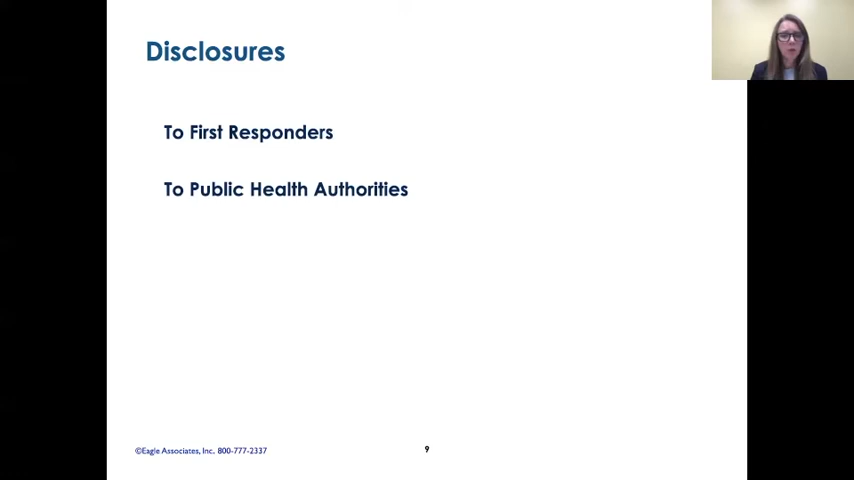 Disclosures
To First Responders
To Public Health Authorities
©Eagle Associates, Inc. 800-777-2337
9